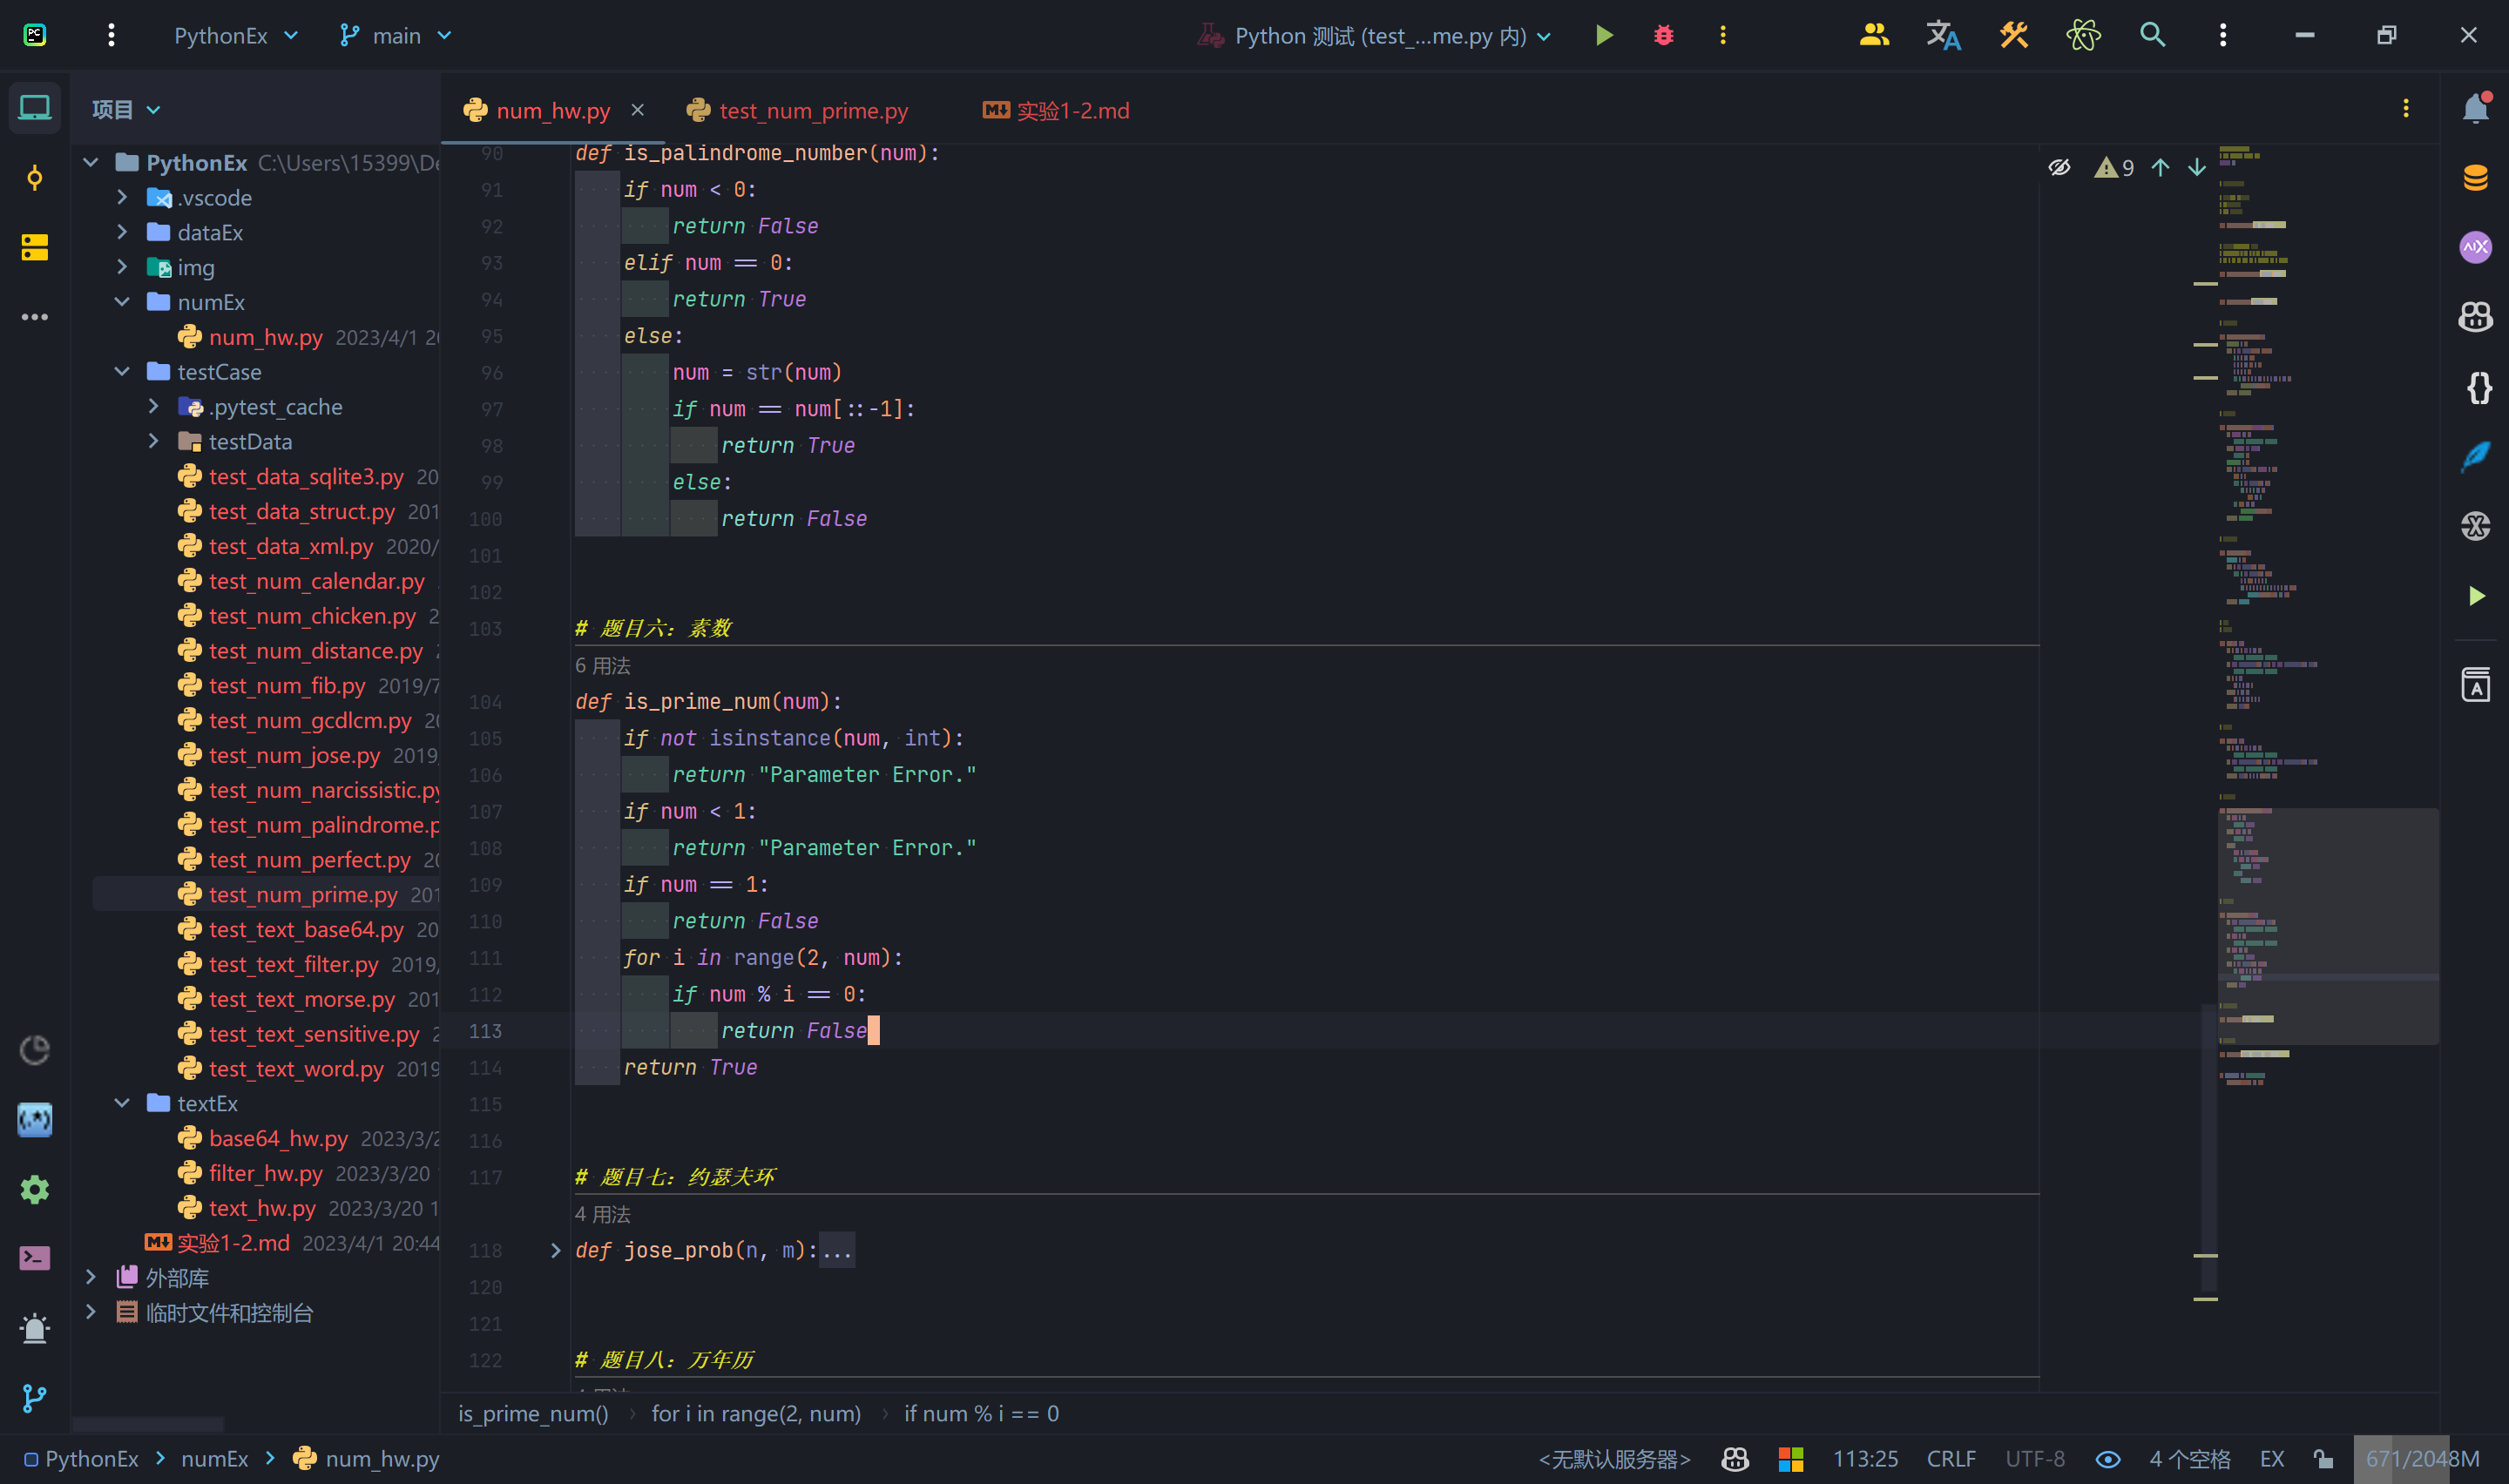 PythonEx
main
Python 测试 (test_...me.py 内)
项目
num_hw.py
test_num_prime.py
实验1-2.md
PythonEx C:\Users\15399\De
.vscode
dataEx
img
numEx
num_hw.py 2023/4/1 20
testCase
.pytest_cache
testData
test_data_sqlite3.py 20
test_data_struct.py 201
test_data_xml.py 2020/
test_num_calendar.py
test_num_chicken.py 2
test_num_distance.py
test_num_fib.py 2019/7
test_num_gcdlcm.py 20
test_num_jose.py 2019/
test_num_narcissistic.py
test_num_palindrome.p
test_num_perfect.py 20
test_num_prime.py 201
test_text_base64.py 20
test_text_filter.py 2019/
test_text_morse.py 201
test_text_sensitive.py 2
test_text_word.py 2019
textEx
base64_hw.py 2023/3/2
filter_hw.py 2023/3/20
text_hw.py 2023/3/20 1
实验1-2.md 2023/4/1 20:44
外部库
临时文件和控制台
9
90 def is_palindrome_number(num):
91 if num < 0:
92 return False
93 elif num == 0:
94 return True
95 else:
96 num = str(num)
97 if num == num[::-1]:
98 return True
99 else:
100 return False
101
102
103 # 题目六：素数
6 用法
104 def is_prime_num(num):
105 if not isinstance(num, int):
106 return "Parameter Error."
107 if num < 1:
108 return "Parameter Error."
109 if num == 1:
110 return False
111 for i in range(2, num):
112 if num % i == 0:
113 return False
114 return True
115
116
117 # 题目七：约瑟夫环
4 用法
118 def jose_prob(n, m):...
120
121
122 # 题目八：万年历
is_prime_num() › for i in range(2, num) › if num % i == 0
PythonEx › numEx › num_hw.py
<无默认服务器>
113:25
CRLF
UTF-8
4 个空格
EX
671/2048M